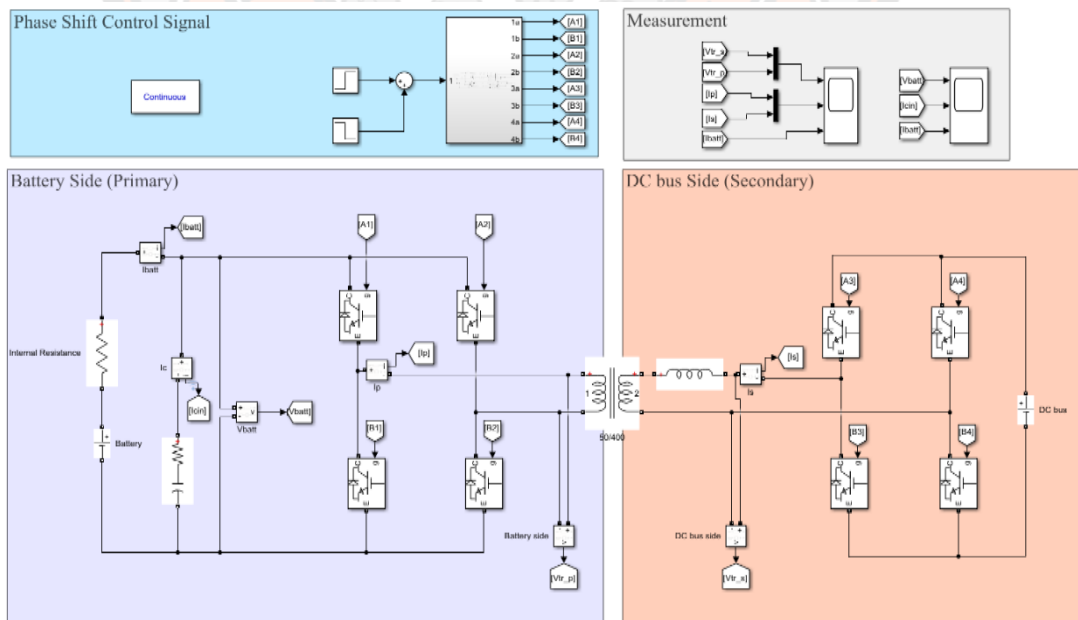 Phase Shift Control Signal
Continuous
1
1a
1b
2a
2b
3a
3b
4a
4b
[A1]
[B1]
[A2]
[B2]
[A3]
[B3]
[A4]
[B4]
Measurement
[Vtr_s]
[Vtr_p]
[Ip]
[Is]
[Ibatt]
[Vbatt]
[Icin]
[Ibatt]
Battery Side (Primary)
[Ibatt]
Ibatt
[A1]
[A2]
Internal Resistance
Ic
[Icin]
Vbatt
[Vbatt]
Battery
[Ip]
Ip
[B1]
[B2]
1
2
50/400
Battery side
[Vtr_p]
DC bus Side (Secondary)
[A3]
[A4]
[Is]
Is
DC bus
[B3]
[B4]
DC bus side
[Vtr_s]